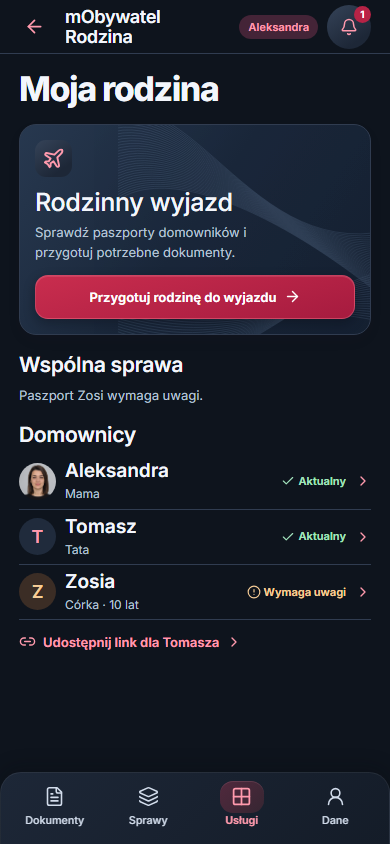 mObywatel
Rodzina
Aleksandra
1
Moja rodzina
Rodzinny wyjazd
Sprawdź paszporty domowników i
przygotuj potrzebne dokumenty.
Przygotuj rodzinę do wyjazdu
Wspólna sprawa
Paszport Zosi wymaga uwagi.
Domownicy
Aleksandra
Mama
Aktualny
T
Tomasz
Tata
Aktualny
Z
Zosia
Córka · 10 lat
Wymaga uwagi
Udostępnij link dla Tomasza
Dokumenty
Sprawy
Usługi
Dane